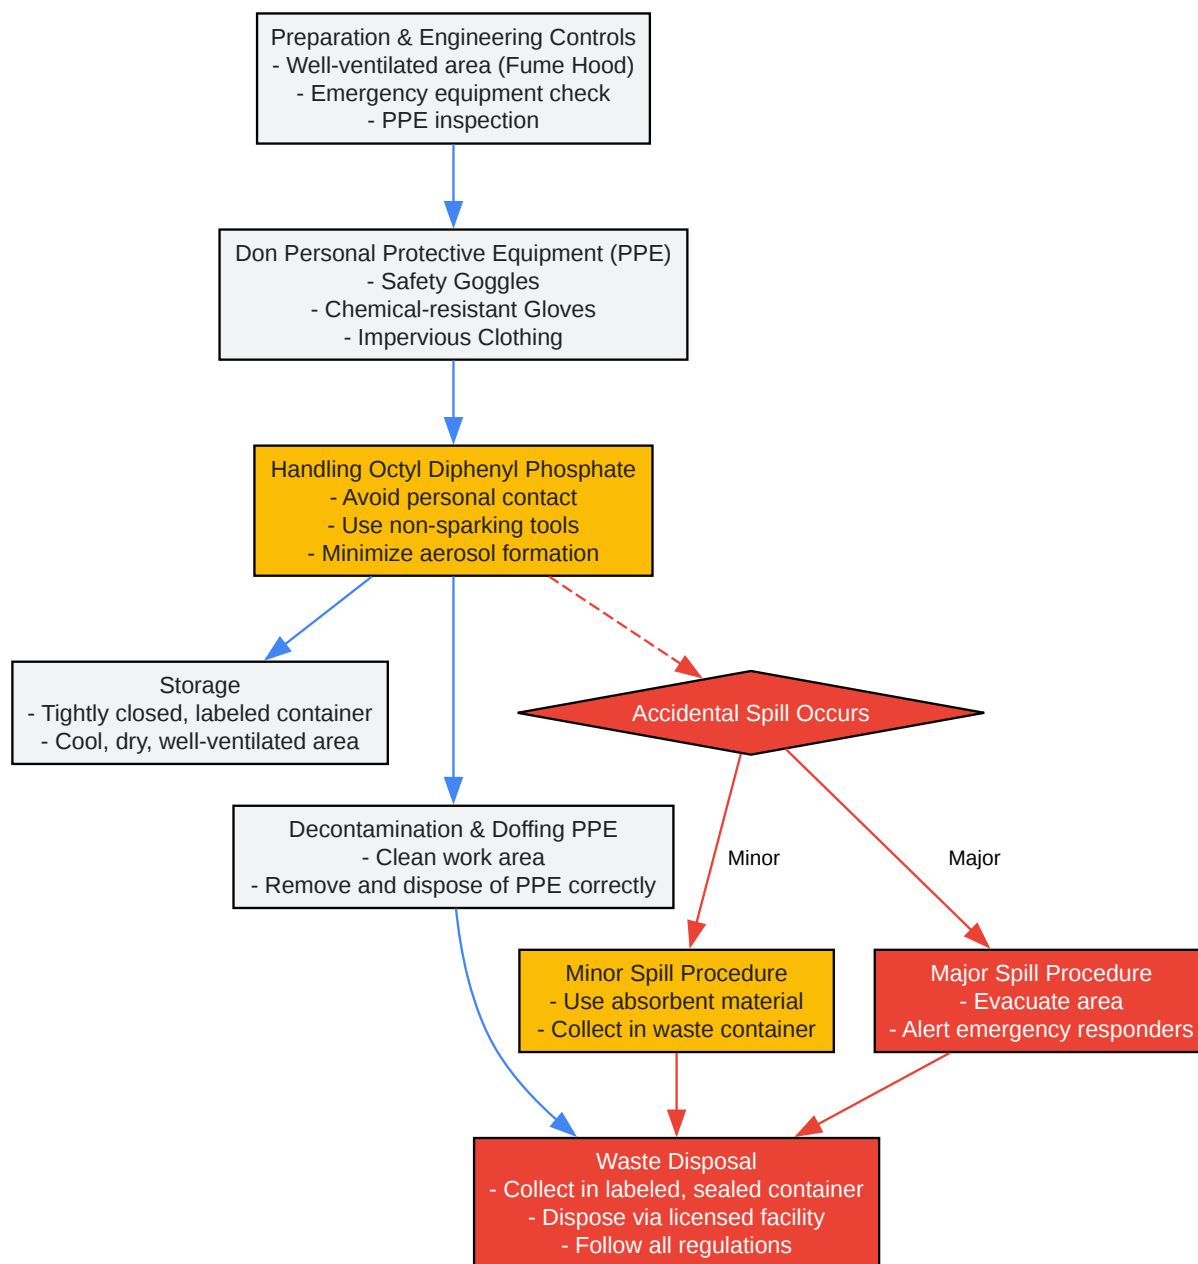 Preparation & Engineering Controls
- Well-ventilated area (Fume Hood)
- Emergency equipment check
- PPE inspection
Don Personal Protective Equipment (PPE)
- Safety Goggles
- Chemical-resistant Gloves
- Impervious Clothing
Handling Octyl Diphenyl Phosphate
- Avoid personal contact
- Use non-sparking tools
- Minimize aerosol formation
Storage
- Tightly closed, labeled container
- Cool, dry, well-ventilated area
Accidental Spill Occurs
Decontamination & Doffing PPE
- Clean work area
- Remove and dispose of PPE correctly
Minor
Major
Minor Spill Procedure
- Use absorbent material
- Collect in waste container
Major Spill Procedure
- Evacuate area
- Alert emergency responders
Waste Disposal
- Collect in labeled, sealed container
- Dispose via licensed facility
- Follow all regulations